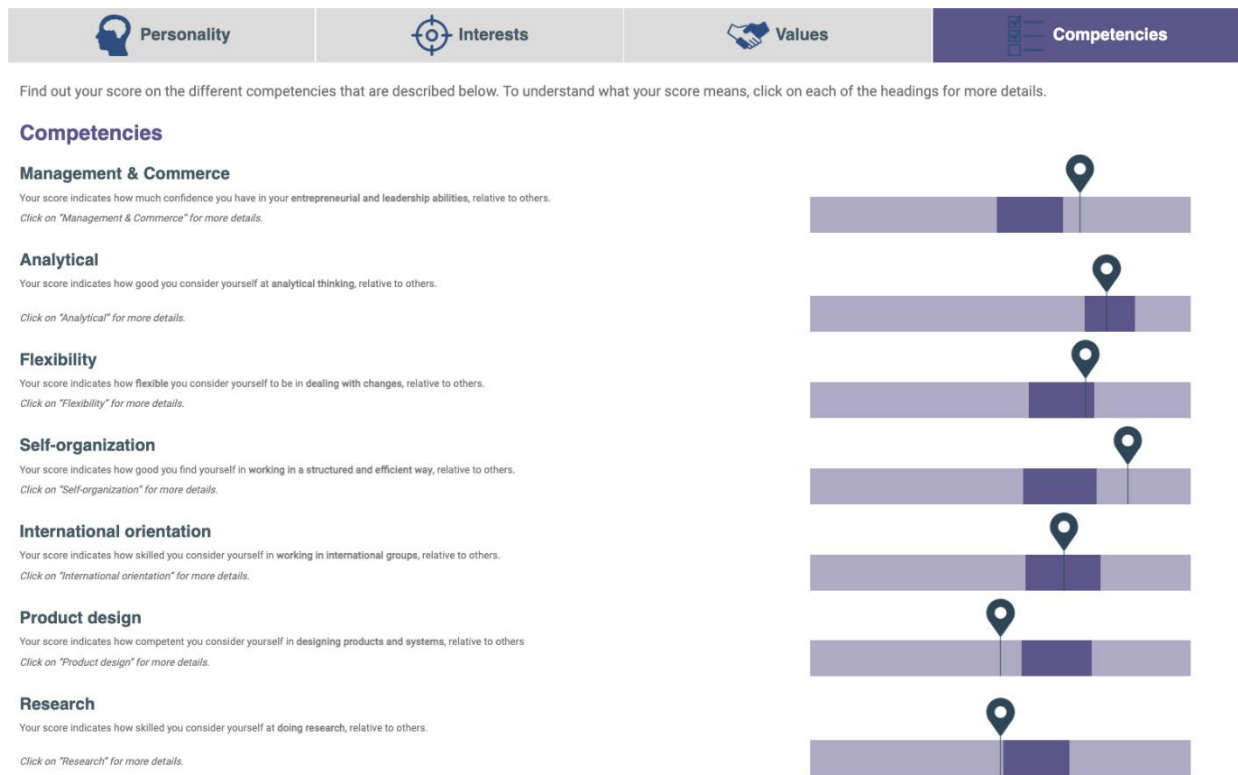 Personality
Interests
Values
Competencies
Find out your score on the different competencies that are described below. To understand what your score means, click on each of the headings for more details.
Competencies
Management & Commerce
Your score indicates how much confidence you have in your entrepreneurial and leadership abilities, relative to others.
Click on "Management & Commerce" for more details.
Analytical
Your score indicates how good you consider yourself at analytical thinking, relative to others.
Click on "Analytical" for more details.
Flexibility
Your score indicates how flexible you consider yourself to be in dealing with changes, relative to others.
Click on "Flexibility" for more details.
Self-organization
Your score indicates how good you find yourself in working in a structured and efficient way, relative to others.
Click on "Self-organization" for more details.
International orientation
Your score indicates how skilled you consider yourself in working in international groups, relative to others.
Click on "International orientation" for more details.
Product design
Your score indicates how competent you consider yourself in designing products and systems, relative to others
Click on "Product design" for more details.
Research
Your score indicates how skilled you consider yourself at doing research, relative to others.
Click on "Research" for more details.